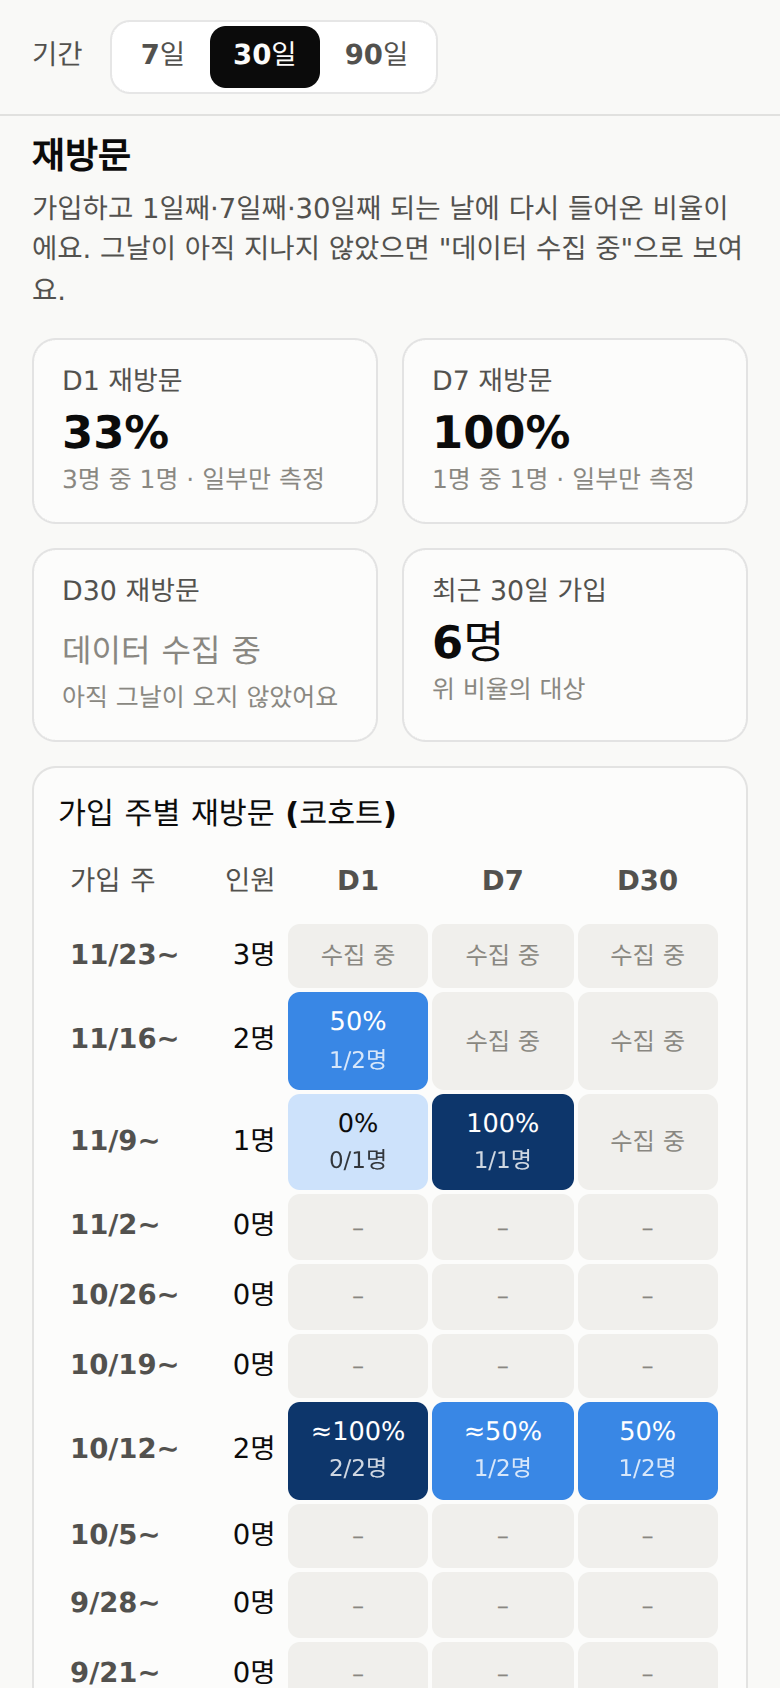 기간 7일 30일 90일
재방문
가입하고 1일째·7일째·30일째 되는 날에 다시 들어온 비율이
에요. 그날이 아직 지나지 않았으면 "데이터 수집 중"으로 보여
요.
D1 재방문
33%
3명 중 1명 · 일부만 측정
D7 재방문
100%
1명 중 1명 · 일부만 측정
D30 재방문
데이터 수집 중
아직 그날이 오지 않았어요
최근 30일 가입
6명
위 비율의 대상
가입 주별 재방문 (코호트)
가입 주 인원 D1 D7 D30
11/23~ 3명 수집 중 수집 중 수집 중
11/16~ 2명 50% 1/2명 수집 중 수집 중
11/9~ 1명 0% 0/1명 100% 1/1명 수집 중
11/2~ 0명 – – –
10/26~ 0명 – – –
10/19~ 0명 – – –
10/12~ 2명 ≈100% 2/2명 ≈50% 1/2명 50% 1/2명
10/5~ 0명 – – –
9/28~ 0명 – – –
9/21~ 0명 – – –